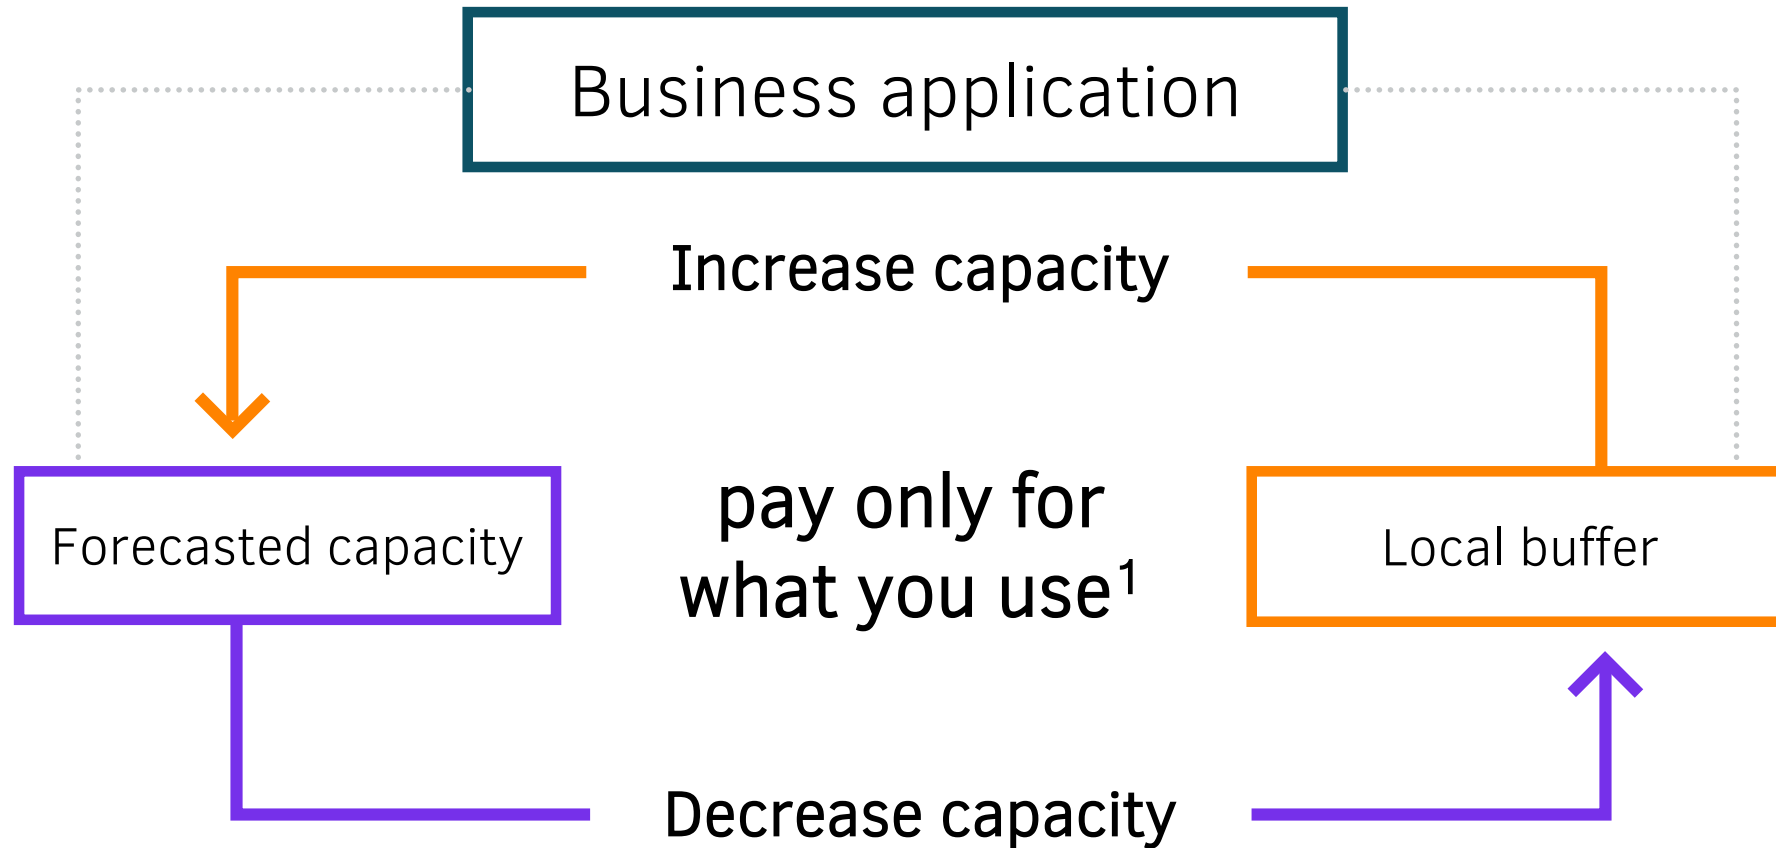 Business application
Increase capacity
Forecasted capacity
pay only for
what you use¹
Local buffer
Decrease capacity